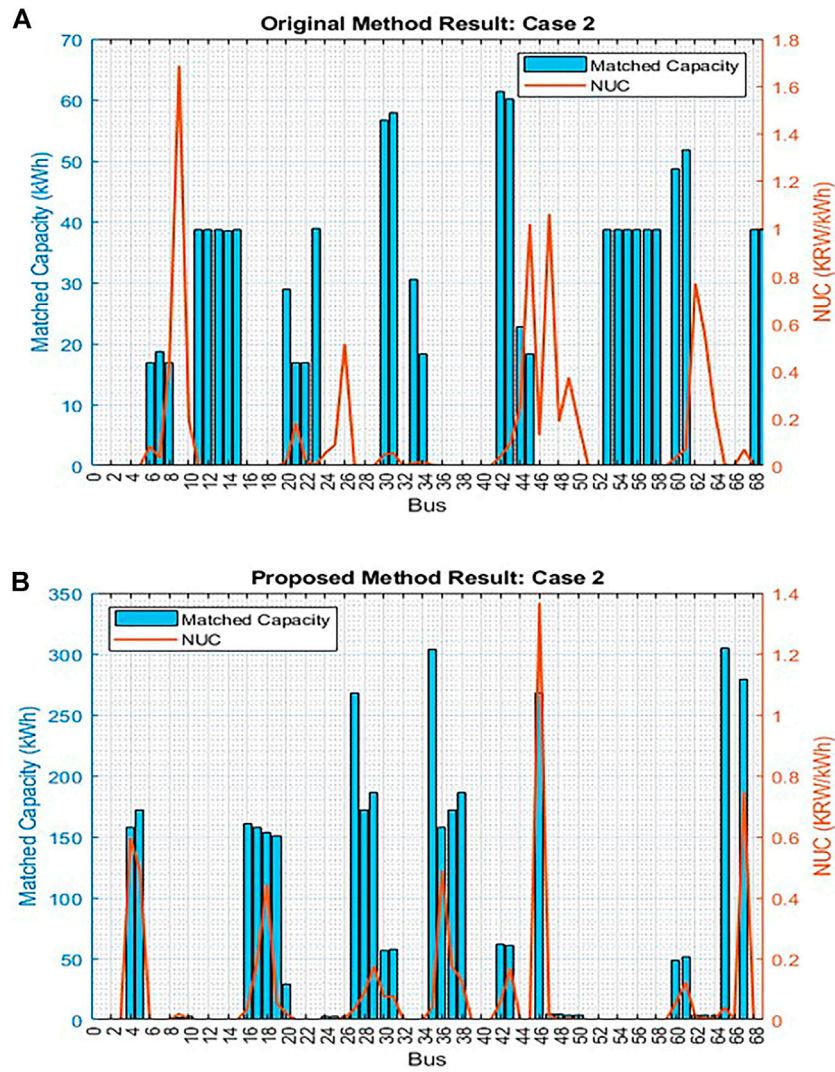 A
Original Method Result: Case 2
70
60
50
40
30
20
10
0
Matched Capacity (kWh)
1.8
1.6
1.4
1.2
1
0.8
0.6
0.4
0.2
0
NUC (KRW/kWh)
Matched Capacity
NUC
0 2 4 6 8 10 12 14 16 18 20 22 24 26 28 30 32 34 36 38 40 42 44 46 48 50 52 54 56 58 60 62 64 66 68
Bus
B
Proposed Method Result: Case 2
350
300
250
200
150
100
50
0
Matched Capacity (kWh)
1.4
1.2
1
0.8
0.6
0.4
0.2
0
NUC (KRW/kWh)
Matched Capacity
NUC
0 2 4 6 8 10 12 14 16 18 20 22 24 26 28 30 32 34 36 38 40 42 44 46 48 50 52 54 56 58 60 62 64 66 68
Bus